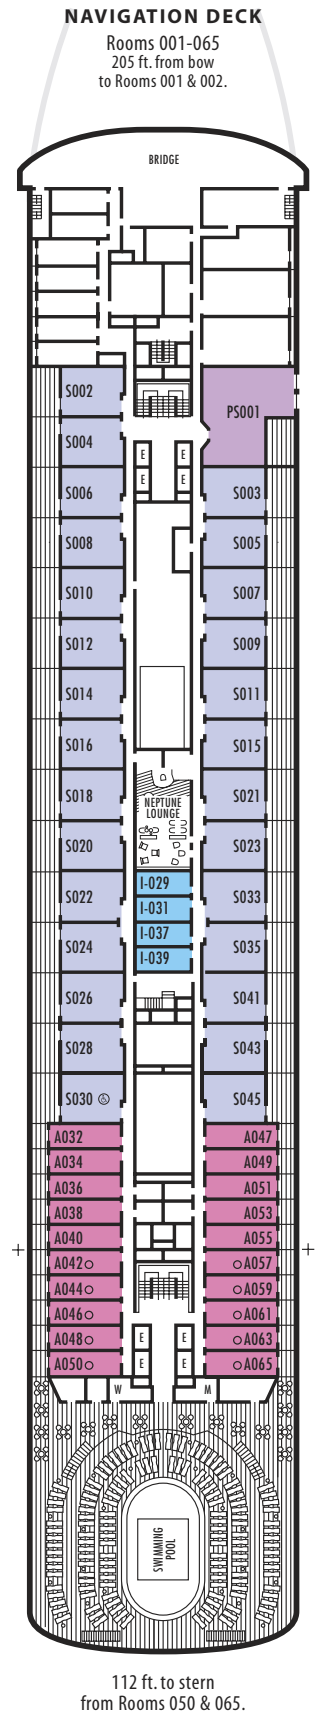 NAVIGATION DECK
Rooms 001-065
205 ft. from bow
to Rooms 001 & 002.
BRIDGE
S002
PS001
S004
E E
E E
S006
S003
S008
S005
S010
S007
S012
S009
S014
S011
S016
S015
S018
S021
NEPTUNE
LOUNGE
S020
S023
I-029
S022
S033
I-031
I-037
S024
S035
I-039
S026
S041
S028
S043
S030
S045
A032
A047
A034
A049
A036
A051
A038
A053
A040
A055
A042
A057
A044
A059
A046
A061
A048
E E
A063
A050
E E
A065
W
M
SWIMMING
POOL
112 ft. to stern
from Rooms 050 & 065.